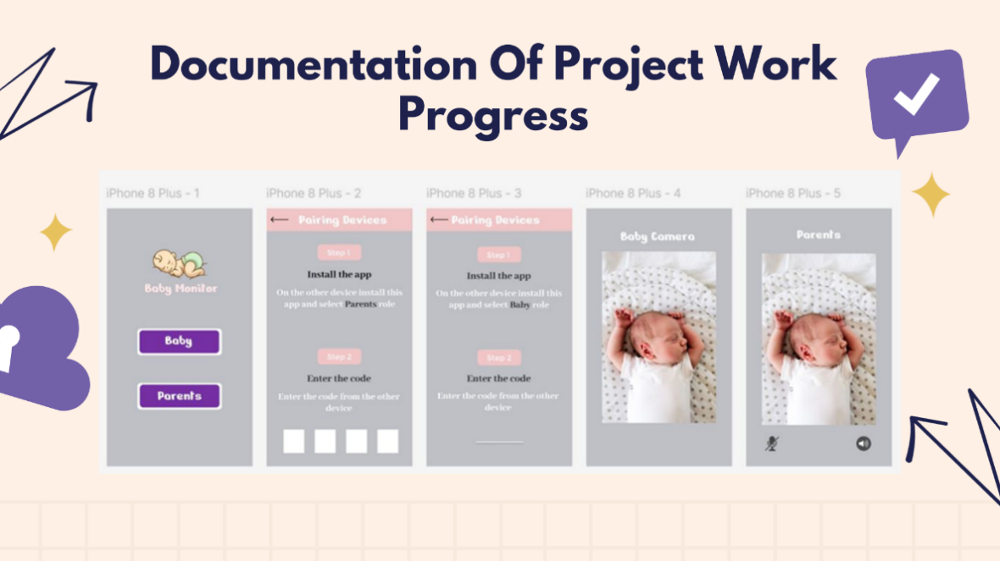 Documentation Of Project Work
Progress
iPhone 8 Plus - 1
Baby Monitor
Baby
Parents
iPhone 8 Plus - 2
Pairing Devices
Step 1
Install the app
On the other device install this
app and select Parents role
Step 2
Enter the code
Enter the code from the other
device
iPhone 8 Plus - 3
Pairing Devices
Step 1
Install the app
On the other device install this
app and select Baby role
Step 2
Enter the code
Enter the code from the other
device
iPhone 8 Plus - 4
Baby Camera
iPhone 8 Plus - 5
Parents